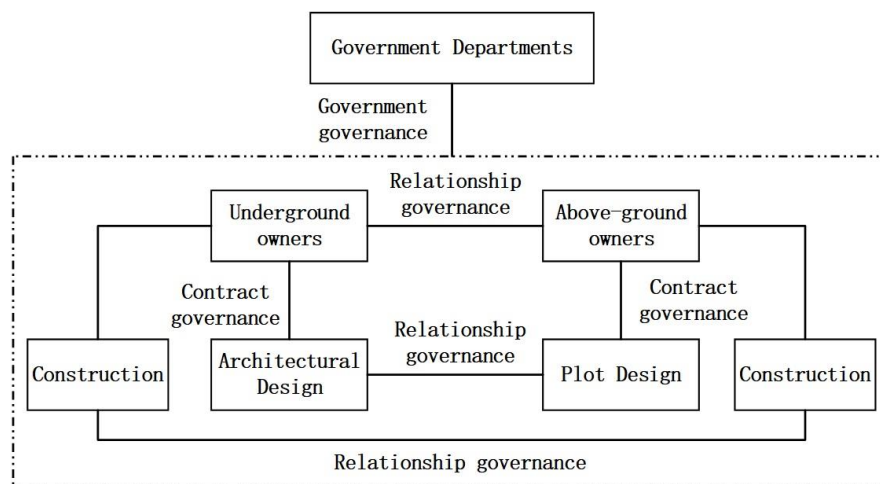 Government Departments
Government
governance
Relationship
governance
Underground
owners
Above-ground
owners
Contract
governance
Contract
governance
Relationship
governance
Construction
Architectural
Design
Plot Design
Construction
Relationship governance